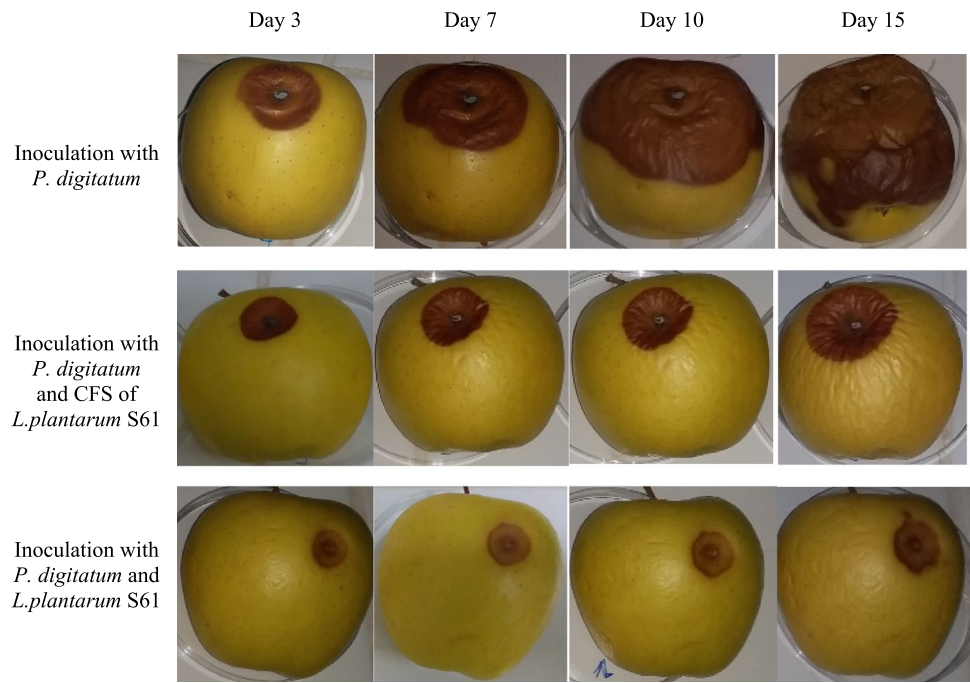 Day 3 Day 7 Day 10 Day 15
Inoculation with
P. digitatum
Inoculation with
P. digitatum
and CFS of
L.plantarum S61
Inoculation with
P. digitatum and
L.plantarum S61